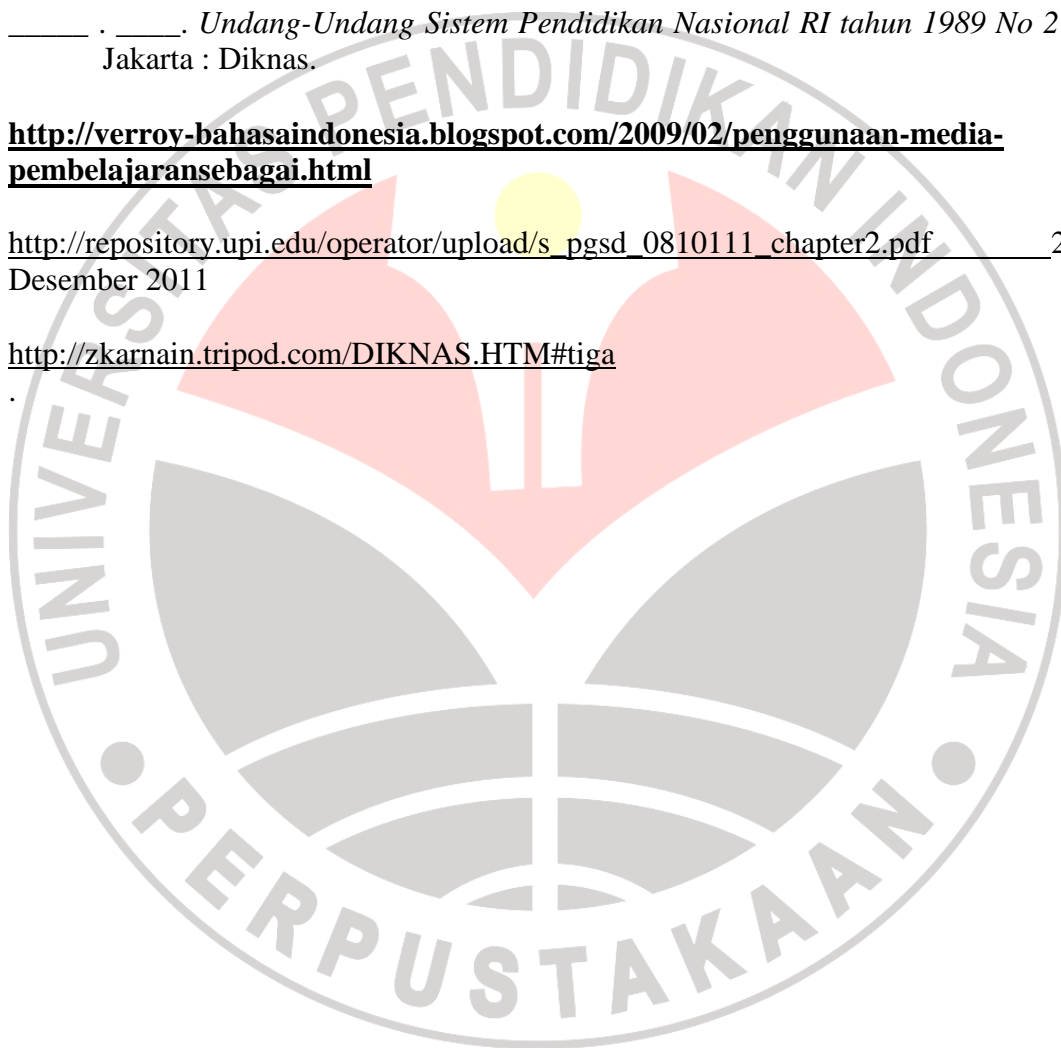 _____ . ____. Undang-Undang Sistem Pendidikan Nasional RI tahun 1989 No 2
Jakarta : Diknas.
http://verroy-bahasaindonesia.blogspot.com/2009/02/penggunaan-media-
pembelajaransebagai.html
http://repository.upi.edu/operator/upload/s_pgsd_0810111_chapter2.pdf 2
Desember 2011
http://zkarnain.tripod.com/DIKNAS.HTM#tiga
.
UNIVERSITAS PENDIDIKAN INDONESIA
PERPUSTAKAAN